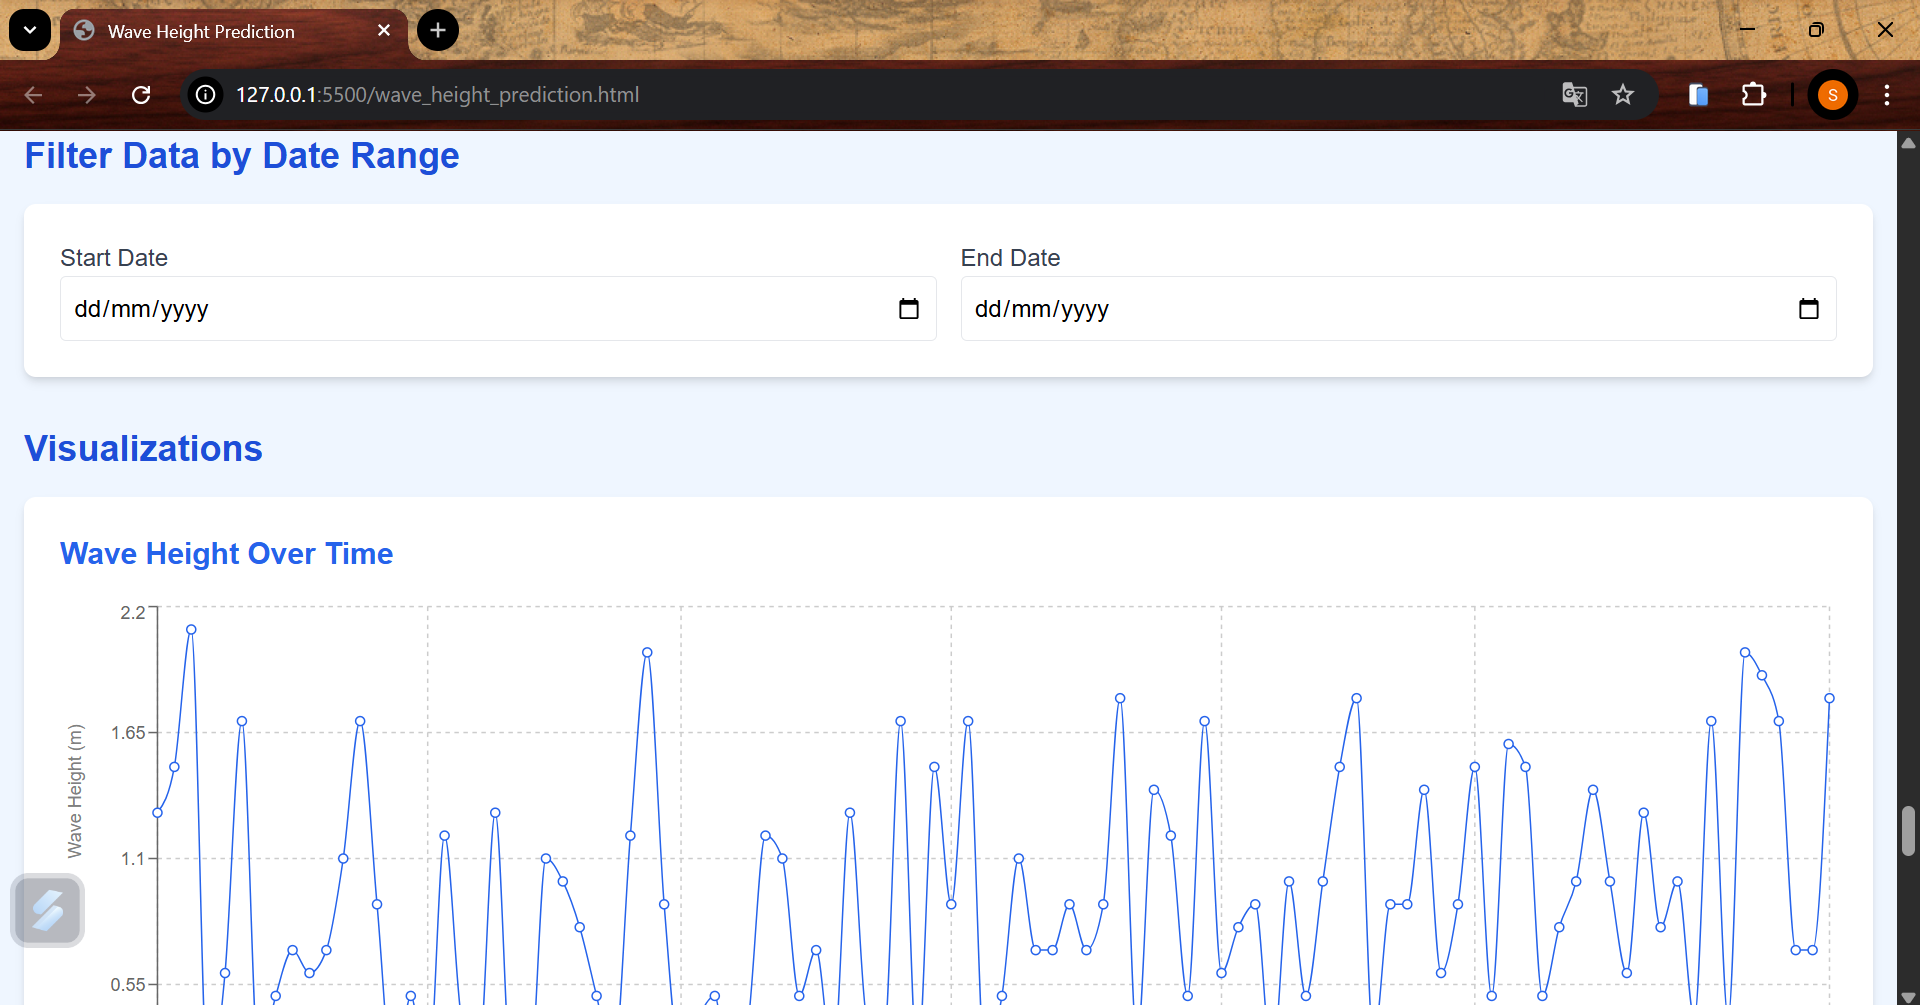 Wave Height Prediction
127.0.0.1:5500/wave_height_prediction.html
S
Filter Data by Date Range
Start Date
End Date
dd/mm/yyyy
dd/mm/yyyy
Visualizations
Wave Height Over Time
2.2
1.65
1.1
0.55
Wave Height (m)